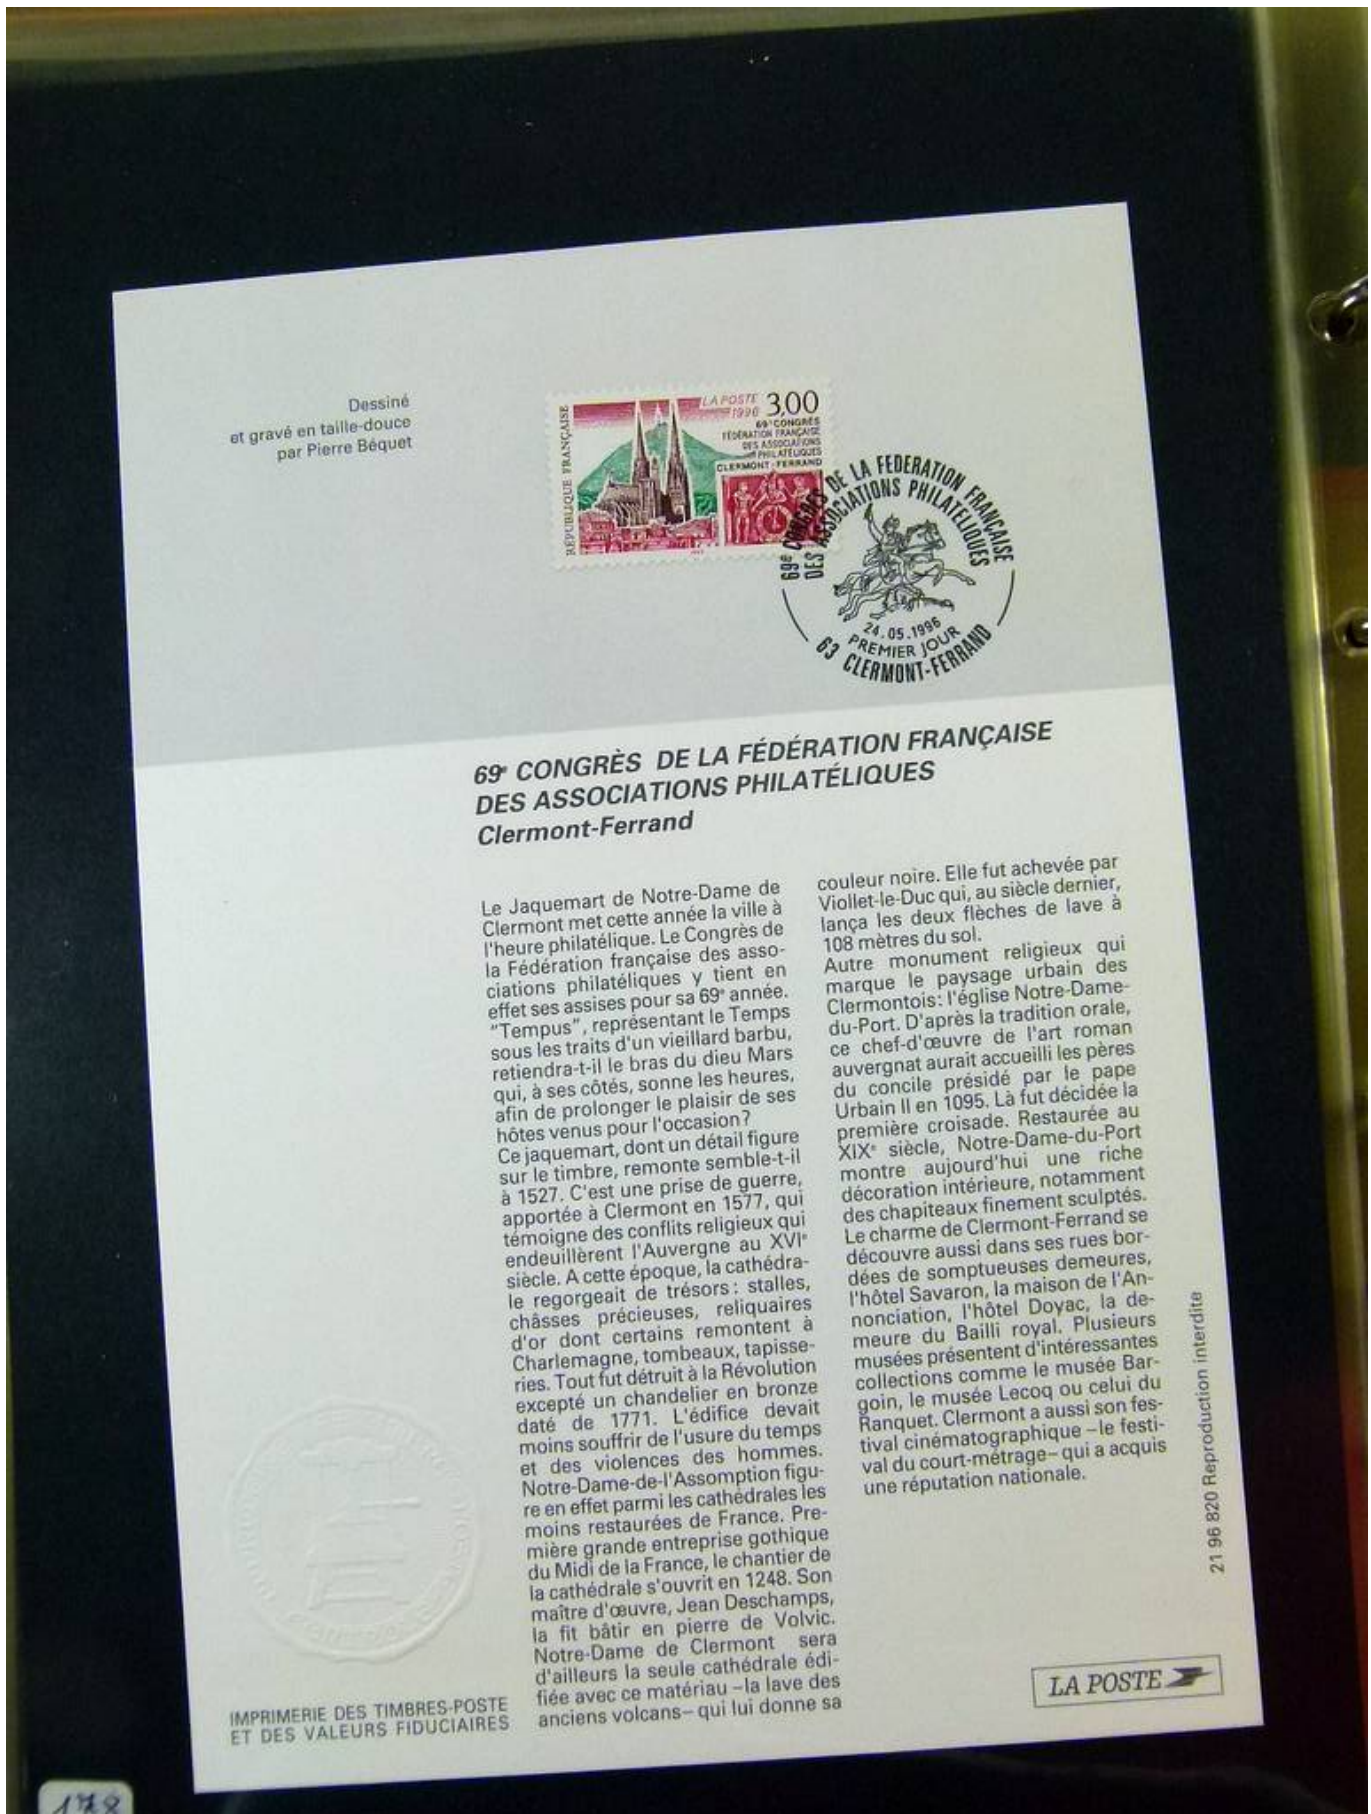 Dessiné
et gravé en taille-douce
par Pierre Béquet
RÉPUBLIQUE FRANÇAISE
LA POSTE
1996
3,00
69e CONGRÈS
FÉDÉRATION FRANÇAISE
DES ASSOCIATIONS
PHILATÉLIQUES
CLERMONT-FERRAND
69e CONGRÈS DE LA FEDERATION FRANÇAISE
DES ASSOCIATIONS PHILATELIQUES
24.05.1996
PREMIER JOUR
63 CLERMONT-FERRAND
69e CONGRÈS DE LA FÉDÉRATION FRANÇAISE
DES ASSOCIATIONS PHILATÉLIQUES
Clermont-Ferrand
Le Jaquemart de Notre-Dame de
Clermont met cette année la ville à
l'heure philatélique. Le Congrès de
la Fédération française des asso-
ciations philatéliques y tient en
effet ses assises pour sa 69e année.
"Tempus", représentant le Temps
sous les traits d'un vieillard barbu,
retiendra-t-il le bras du dieu Mars
qui, à ses côtés, sonne les heures,
afin de prolonger le plaisir de ses
hôtes venus pour l'occasion?
Ce jaquemart, dont un détail figure
sur le timbre, remonte semble-t-il
à 1527. C'est une prise de guerre,
apportée à Clermont en 1577, qui
témoigne des conflits religieux qui
endeuillèrent l'Auvergne au XVIe
siècle. A cette époque, la cathédra-
le regorgeait de trésors: stalles,
châsses précieuses, reliquaires
d'or dont certains remontent à
Charlemagne, tombeaux, tapisse-
ries. Tout fut détruit à la Révolution
excepté un chandelier en bronze
daté de 1771. L'édifice devait
moins souffrir de l'usure du temps
et des violences des hommes.
Notre-Dame-de-l'Assomption figu-
re en effet parmi les cathédrales les
moins restaurées de France. Pre-
mière grande entreprise gothique
du Midi de la France, le chantier de
la cathédrale s'ouvrit en 1248. Son
maître d'œuvre, Jean Deschamps,
la fit bâtir en pierre de Volvic.
Notre-Dame de Clermont sera
d'ailleurs la seule cathédrale édi-
fiée avec ce matériau –la lave des
anciens volcans– qui lui donne sa
couleur noire. Elle fut achevée par
Viollet-le-Duc qui, au siècle dernier,
lança les deux flèches de lave à
108 mètres du sol.
Autre monument religieux qui
marque le paysage urbain des
Clermontois: l'église Notre-Dame-
du-Port. D'après la tradition orale,
ce chef-d'œuvre de l'art roman
auvergnat aurait accueilli les pères
du concile présidé par le pape
Urbain II en 1095. Là fut décidée la
première croisade. Restaurée au
XIXe siècle, Notre-Dame-du-Port
montre aujourd'hui une riche
décoration intérieure, notamment
des chapiteaux finement sculptés.
Le charme de Clermont-Ferrand se
découvre aussi dans ses rues bor-
dées de somptueuses demeures,
l'hôtel Savaron, la maison de l'An-
nonciation, l'hôtel Doyac, la de-
meure du Bailli royal. Plusieurs
musées présentent d'intéressantes
collections comme le musée Bar-
goin, le musée Lecoq ou celui du
Ranquet. Clermont a aussi son fes-
tival cinématographique –le festi-
val du court-métrage– qui a acquis
une réputation nationale.
21 96 820 Reproduction interdite
IMPRIMERIE DES TIMBRES-POSTE
ET DES VALEURS FIDUCIAIRES
LA POSTE
178